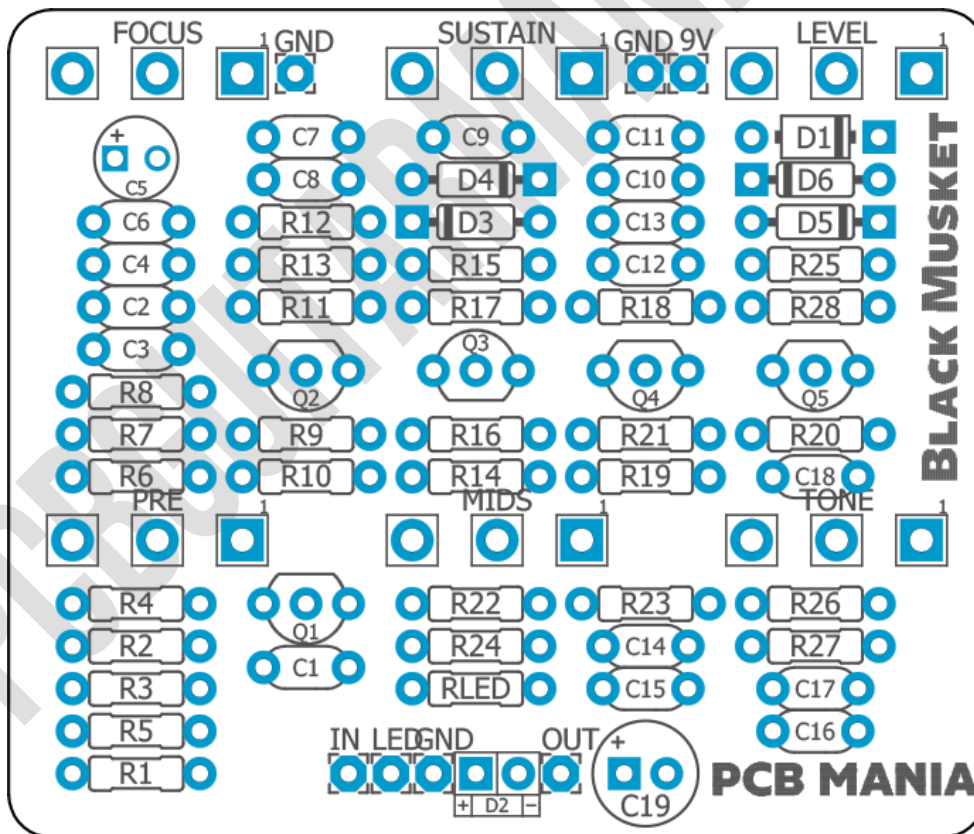 FOCUS 1 GND SUSTAIN 1 GND 9V LEVEL 1
+ C7 C9 C11 D1
C5 C8 D4 C10 D6
C6 R12 D3 C13 D5
C4 R13 R15 C12 R25
C2 R11 R17 R18 R28
C3 Q2 Q3 Q4 Q5
R8
R7 R9 R16 R21 R20
R6 R10 R14 R19 C18
PRE 1 MIDS 1 TONE 1
R4 Q1 R22 R23 R26
R2 C1 R24 C14 R27
R3 RLED C15 C17
R5 C16
IN LED GND OUT +
R1 + D2 - C19
BLACK MUSKET
PCB MANIA